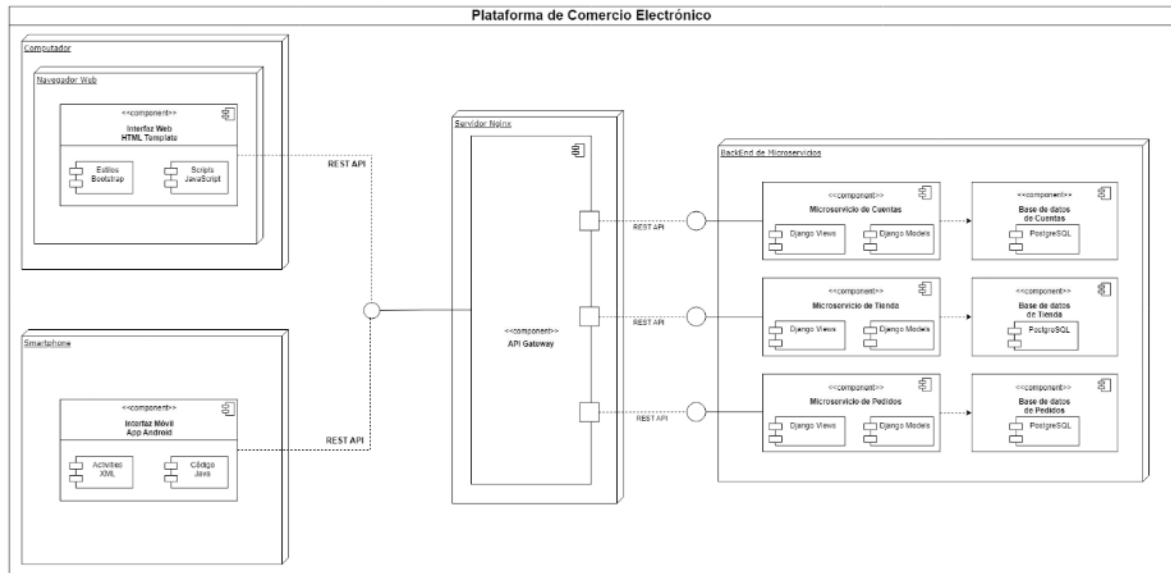 Plataforma de Comercio Electrónico
Computador
Navegador Web
<<component>>
Interfaz Web
HTML Template
Estilos
Bootstrap
Scripts
JavaScript
REST API
Smartphone
<<component>>
Interfaz Móvil
App Android
Activities
XML
Código
Java
REST API
Servidor Nginx
<<component>>
API Gateway
REST API
REST API
REST API
BackEnd de Microservicios
<<component>>
Microservicio de Cuentas
Django Views
Django Models
<<component>>
Base de datos
de Cuentas
PostgreSQL
<<component>>
Microservicio de Tienda
Django Views
Django Models
<<component>>
Base de datos
de Tienda
PostgreSQL
<<component>>
Microservicio de Pedidos
Django Views
Django Models
<<component>>
Base de datos
de Pedidos
PostgreSQL